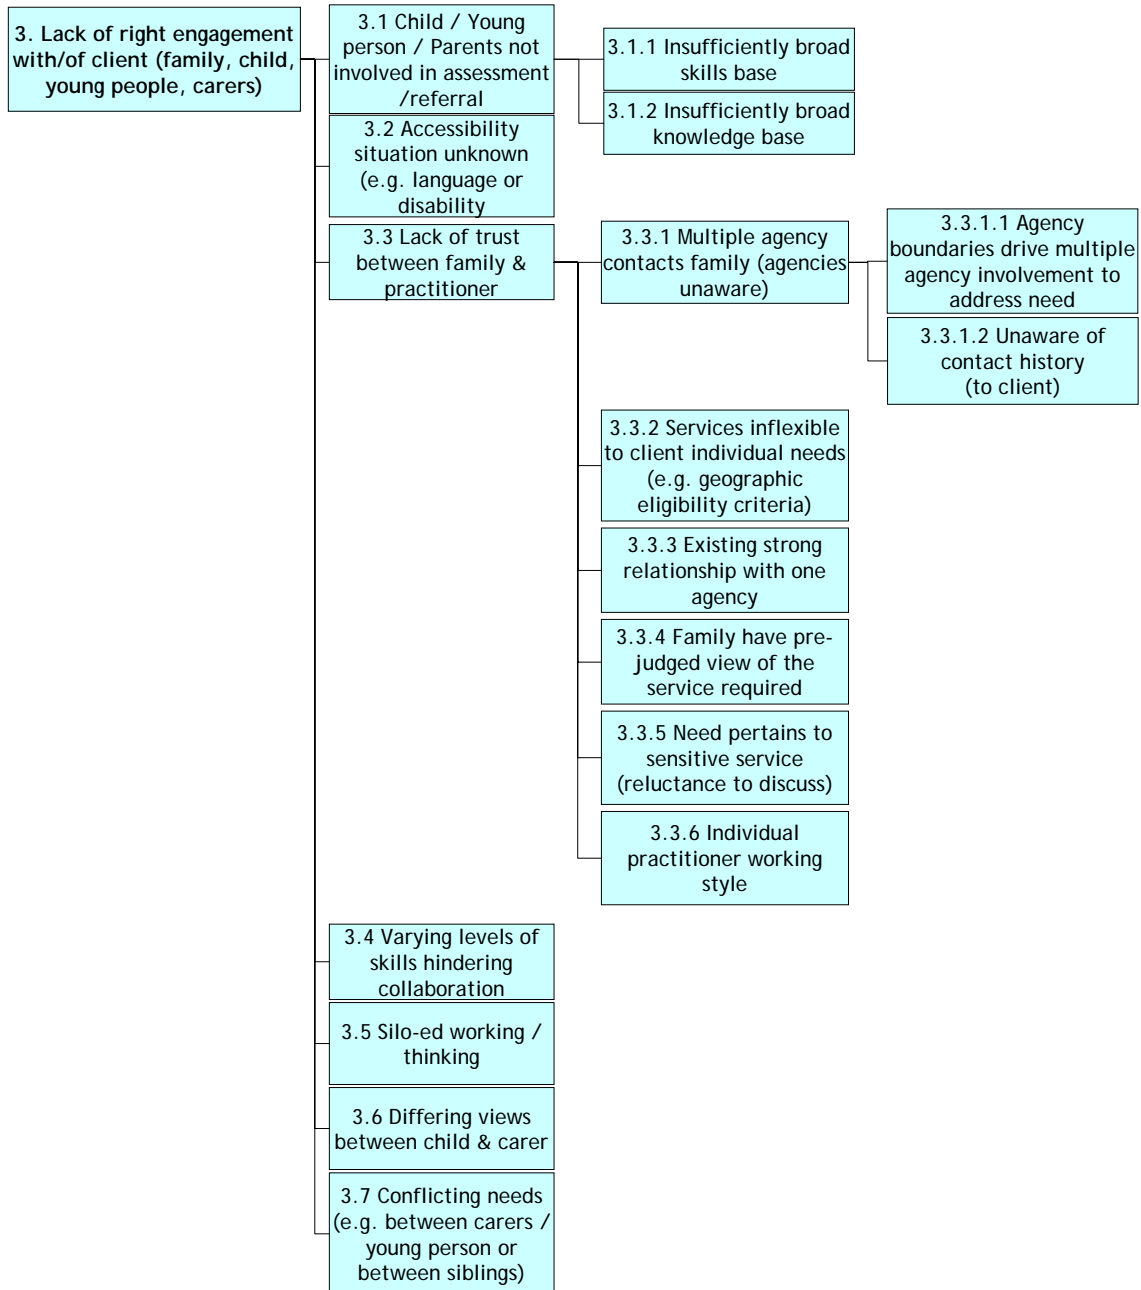 3. Lack of right engagement
with/of client (family, child,
young people, carers)
3.1 Child / Young
person / Parents not
involved in assessment
/referral
3.1.1 Insufficiently broad
skills base
3.1.2 Insufficiently broad
knowledge base
3.2 Accessibility
situation unknown
(e.g. language or
disability
3.3 Lack of trust
between family &
practitioner
3.3.1 Multiple agency
contacts family (agencies
unaware)
3.3.1.1 Agency
boundaries drive multiple
agency involvement to
address need
3.3.1.2 Unaware of
contact history
(to client)
3.3.2 Services inflexible
to client individual needs
(e.g. geographic
eligibility criteria)
3.3.3 Existing strong
relationship with one
agency
3.3.4 Family have pre-
judged view of the
service required
3.3.5 Need pertains to
sensitive service
(reluctance to discuss)
3.3.6 Individual
practitioner working
style
3.4 Varying levels of
skills hindering
collaboration
3.5 Silo-ed working /
thinking
3.6 Differing views
between child & carer
3.7 Conflicting needs
(e.g. between carers /
young person or
between siblings)